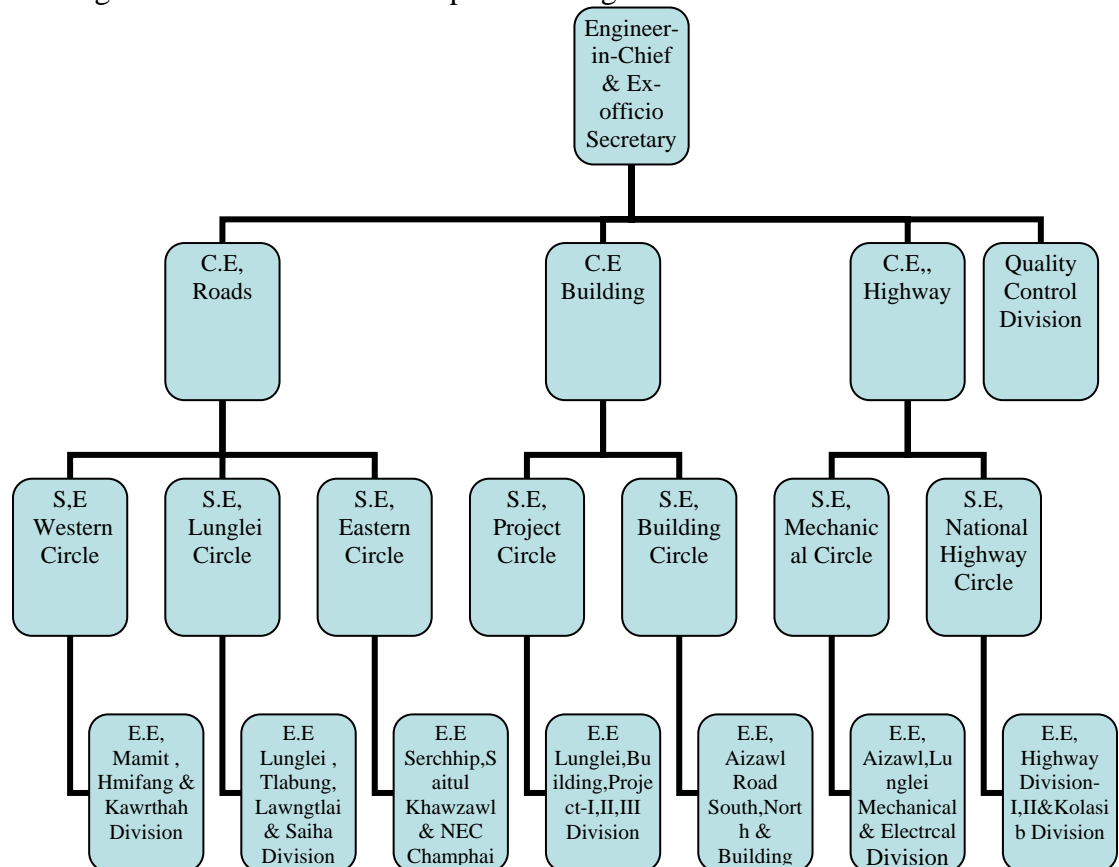 Engineer-
in-Chief
& Ex-
officio
Secretary
C.E,
Roads
C.E
Building
C.E,,
Highway
Quality
Control
Division
S,E
Western
Circle
S.E,
Lunglei
Circle
S.E,
Eastern
Circle
S.E,
Project
Circle
S.E,
Building
Circle
S.E,
Mechanic
al Circle
S.E,
National
Highway
Circle
E.E,
Mamit ,
Hmifang &
Kawrthah
Division
E.E
Lunglei ,
Tlabung,
Lawngtlai
& Saiha
Division
E.E
Serchhip,S
aitul
Khawzawl
& NEC
Champhai
E.E
Lunglei,Bu
ilding,Proje
ct-I,II,III
Division
E.E,
Aizawl
Road
South,Nort
h &
Building
E.E,
Aizawl,Lu
nglei
Mechanical
& Electrcal
Division
E.E,
Highway
Division-
I,II&Kolasi
b Division